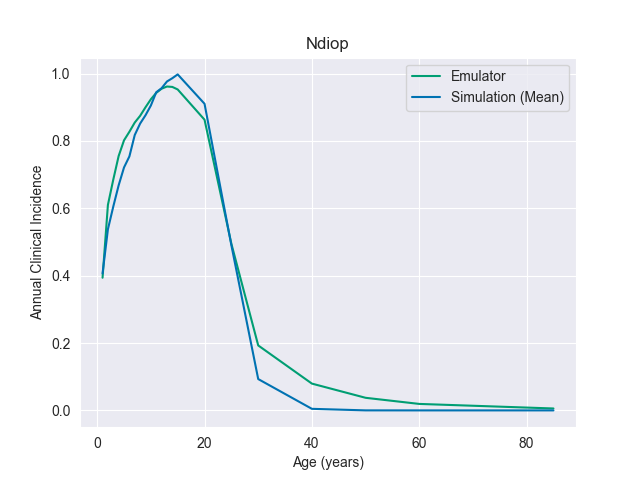 Ndiop
Emulator
Simulation (Mean)
Annual Clinical Incidence
1.0
0.8
0.6
0.4
0.2
0.0
0 20 40 60 80
Age (years)